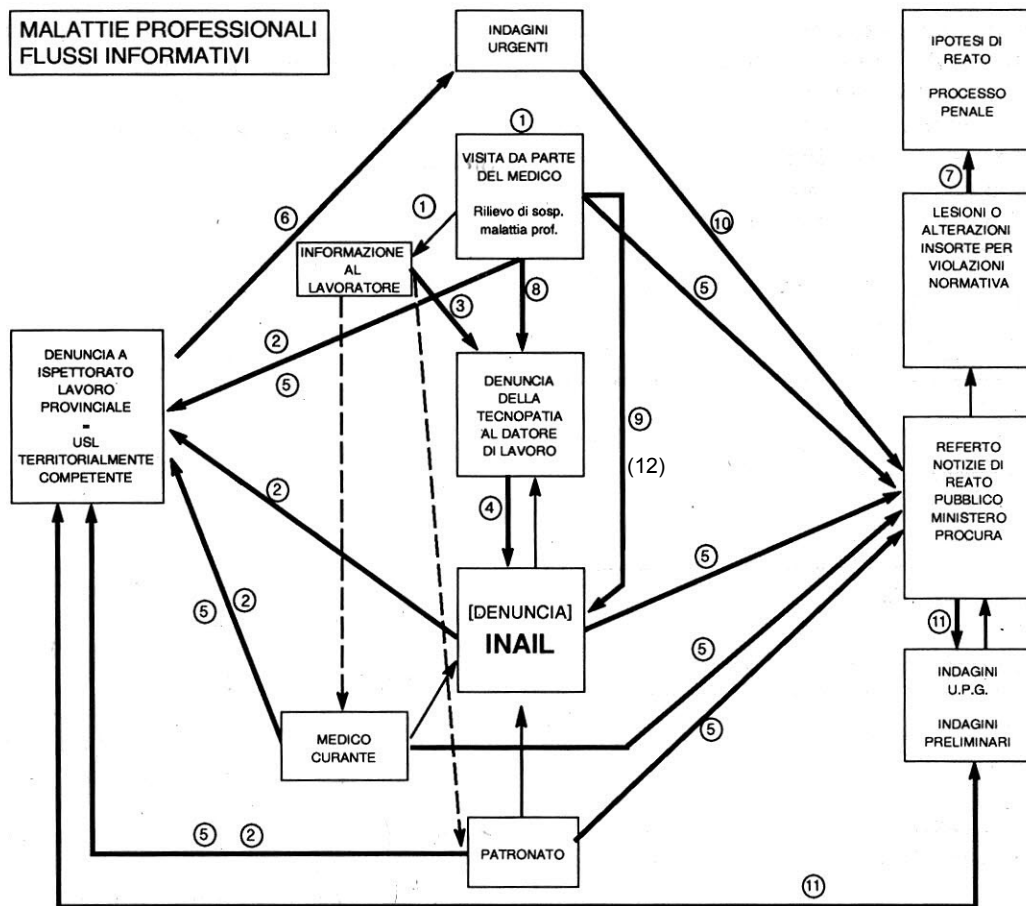 MALATTIE PROFESSIONALI
FLUSSI INFORMATIVI
INDAGINI
URGENTI
IPOTESI DI
REATO
PROCESSO
PENALE
1
VISITA DA PARTE
DEL MEDICO
Rilievo di sosp.
malattia prof.
7
LESIONI O
ALTERAZIONI
INSORTE PER
VIOLAZIONI
NORMATIVA
6
1
10
INFORMAZIONE
AL
LAVORATORE
3
8
5
2
5
DENUNCIA A
ISPETTORATO
LAVORO
PROVINCIALE
=
USL
TERRITORIALMENTE
COMPETENTE
DENUNCIA
DELLA
TECNOPATIA
AL DATORE
DI LAVORO
9
(12)
REFERTO
NOTIZIE DI
REATO
PUBBLICO
MINISTERO
PROCURA
2
4
5
[DENUNCIA]
INAIL
5 2
5
11
INDAGINI
U.P.G.
INDAGINI
PRELIMINARI
MEDICO
CURANTE
5
5 2
PATRONATO
11